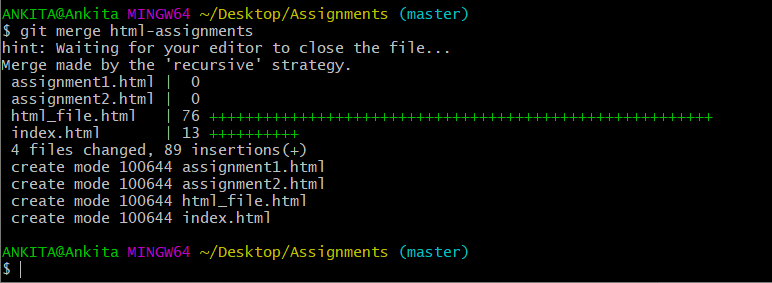 ANKITA@Ankita MINGW64 ~/Desktop/Assignments (master)
$ git merge html-assignments
hint: Waiting for your editor to close the file...
Merge made by the 'recursive' strategy.
 assignment1.html |  0
 assignment2.html |  0
 html_file.html   | 76 ++++++++++++++++++++++++++++++++++++++++++++++++++++++++
 index.html       | 13 ++++++++++
 4 files changed, 89 insertions(+)
 create mode 100644 assignment1.html
 create mode 100644 assignment2.html
 create mode 100644 html_file.html
 create mode 100644 index.html
ANKITA@Ankita MINGW64 ~/Desktop/Assignments (master)
$